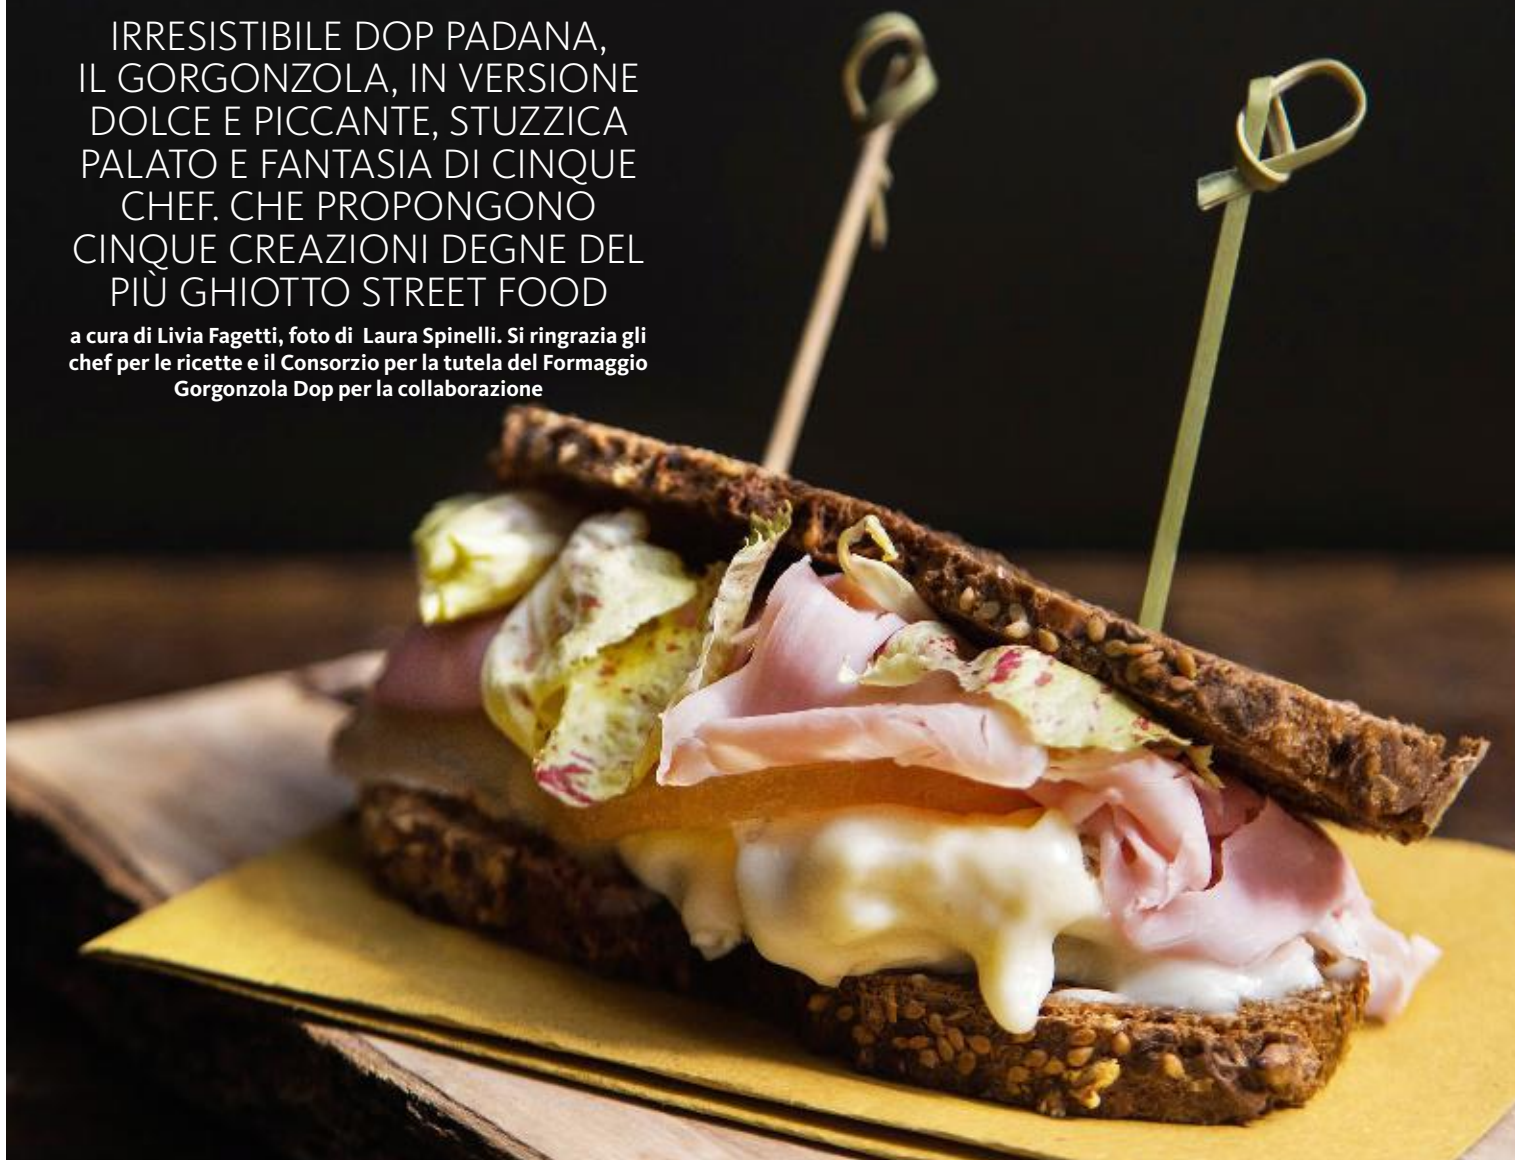 IRRESISTIBILE DOP PADANA,
IL GORGONZOLA, IN VERSIONE
DOLCE E PICCANTE, STUZZICA
PALATO E FANTASIA DI CINQUE
CHEF. CHE PROPONGONO
CINQUE CREAZIONI DEGNE DEL
PIÙ GHIOTTO STREET FOOD
a cura di Livia Fagetti, foto di Laura Spinelli. Si ringrazia gli
chef per le ricette e il Consorzio per la tutela del Formaggio
Gorgonzola Dop per la collaborazione